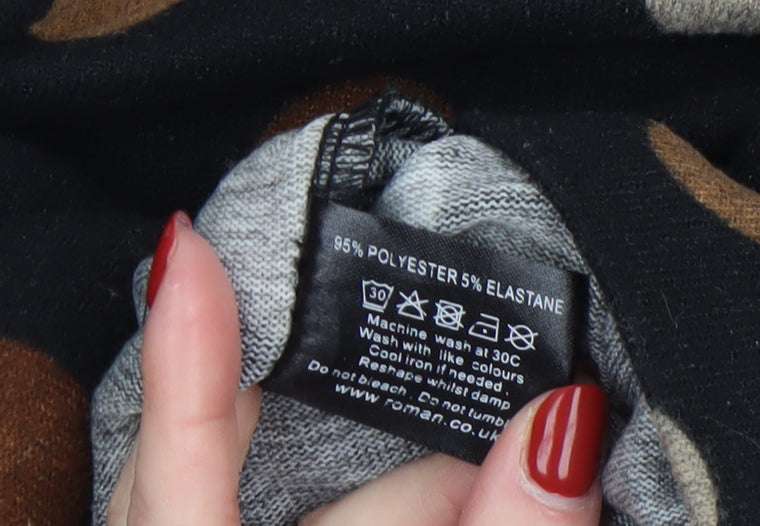 95% POLYESTER 5% ELASTANE
30
Machine wash at 30C
Wash with like colours
Cool iron if needed.
Reshape whilst damp
Do not bleach. Do not tumb
www.roman.co.uk